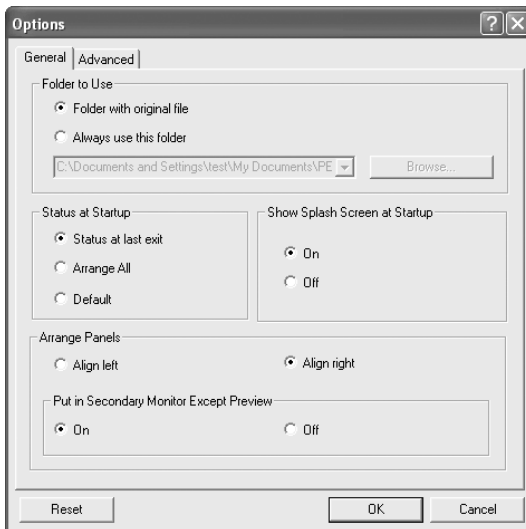 Options
General Advanced
Folder to Use
Folder with original file
Always use this folder
C:\Documents and Settings\test\My Documents\PE Browse...
Status at Startup
Status at last exit
Arrange All
Default
Show Splash Screen at Startup
On
Off
Arrange Panels
Align left Align right
Put in Secondary Monitor Except Preview
On Off
Reset OK Cancel